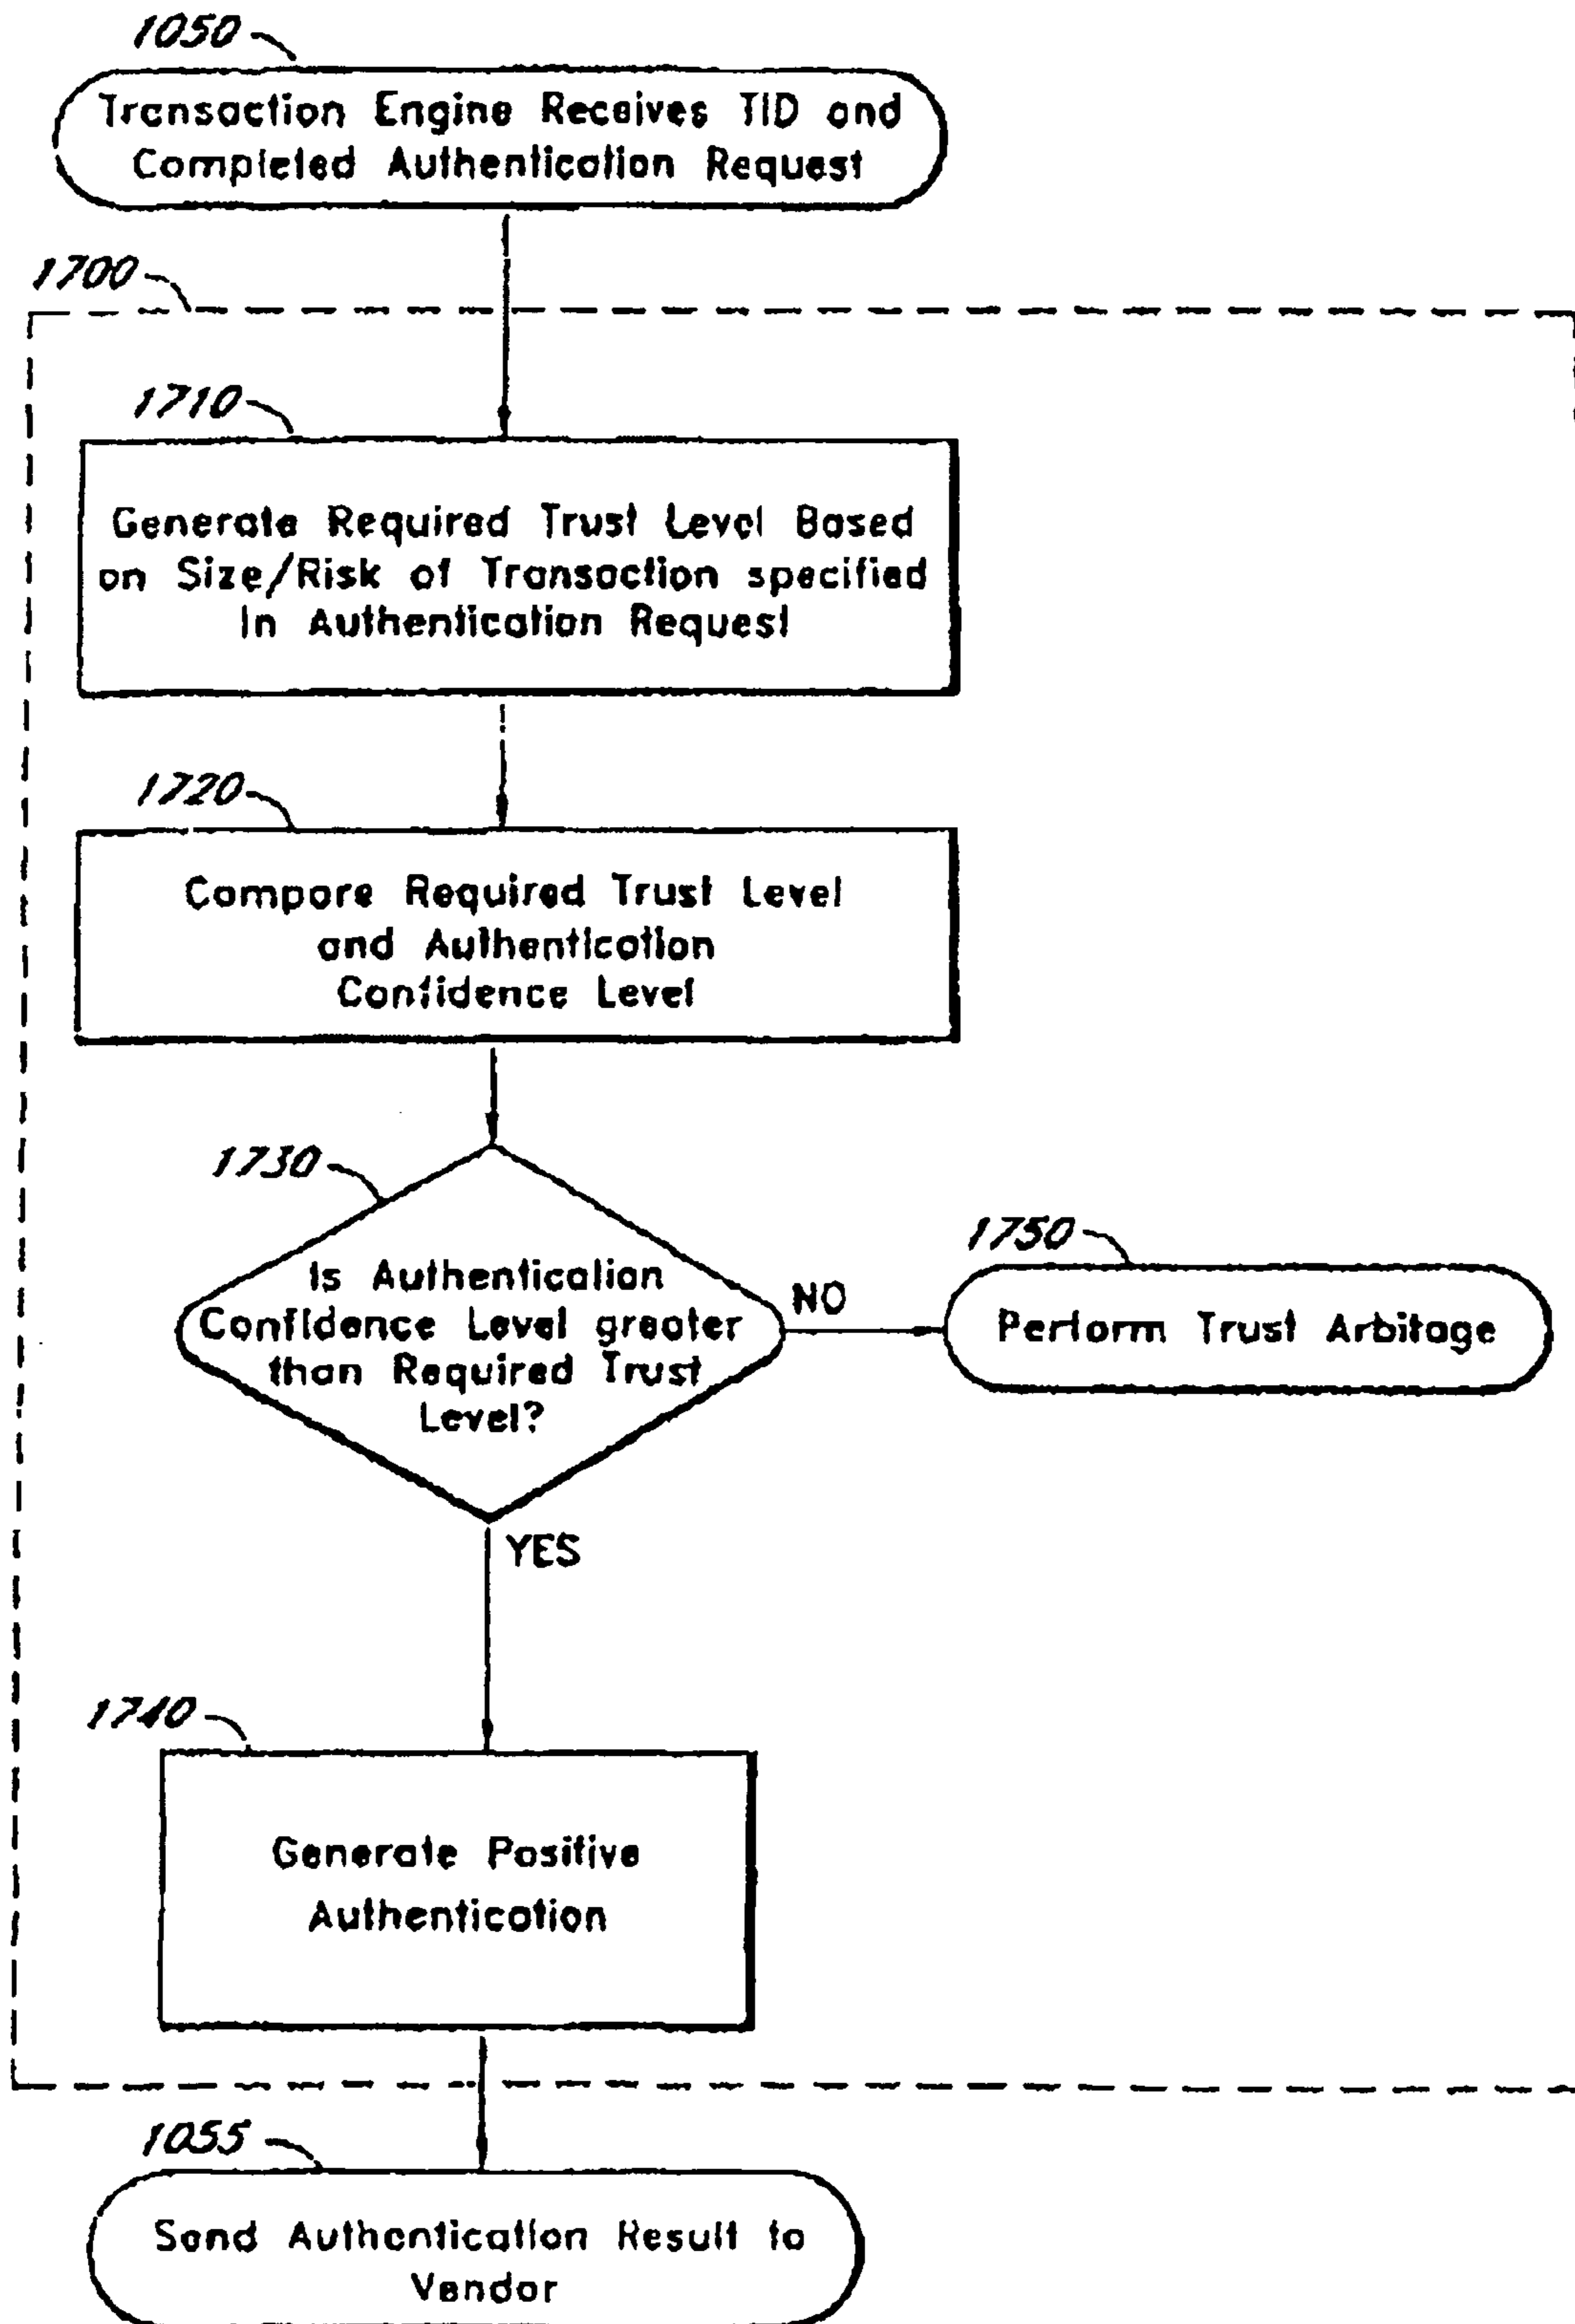 1050
Transaction Engine Receives TID and
Completed Authentication Request
1700
1710
Generate Required Trust Level Based
on Size/Risk of Transaction specified
In Authentication Request
1720
Compare Required Trust Level
and Authentication
Confidence Level
1730
Is Authentication
Confidence Level greater
than Required Trust
Level?
NO
1750
Perform Trust Arbitage
YES
1740
Generate Positive
Authentication
1055
Send Authentication Result to
Vendor